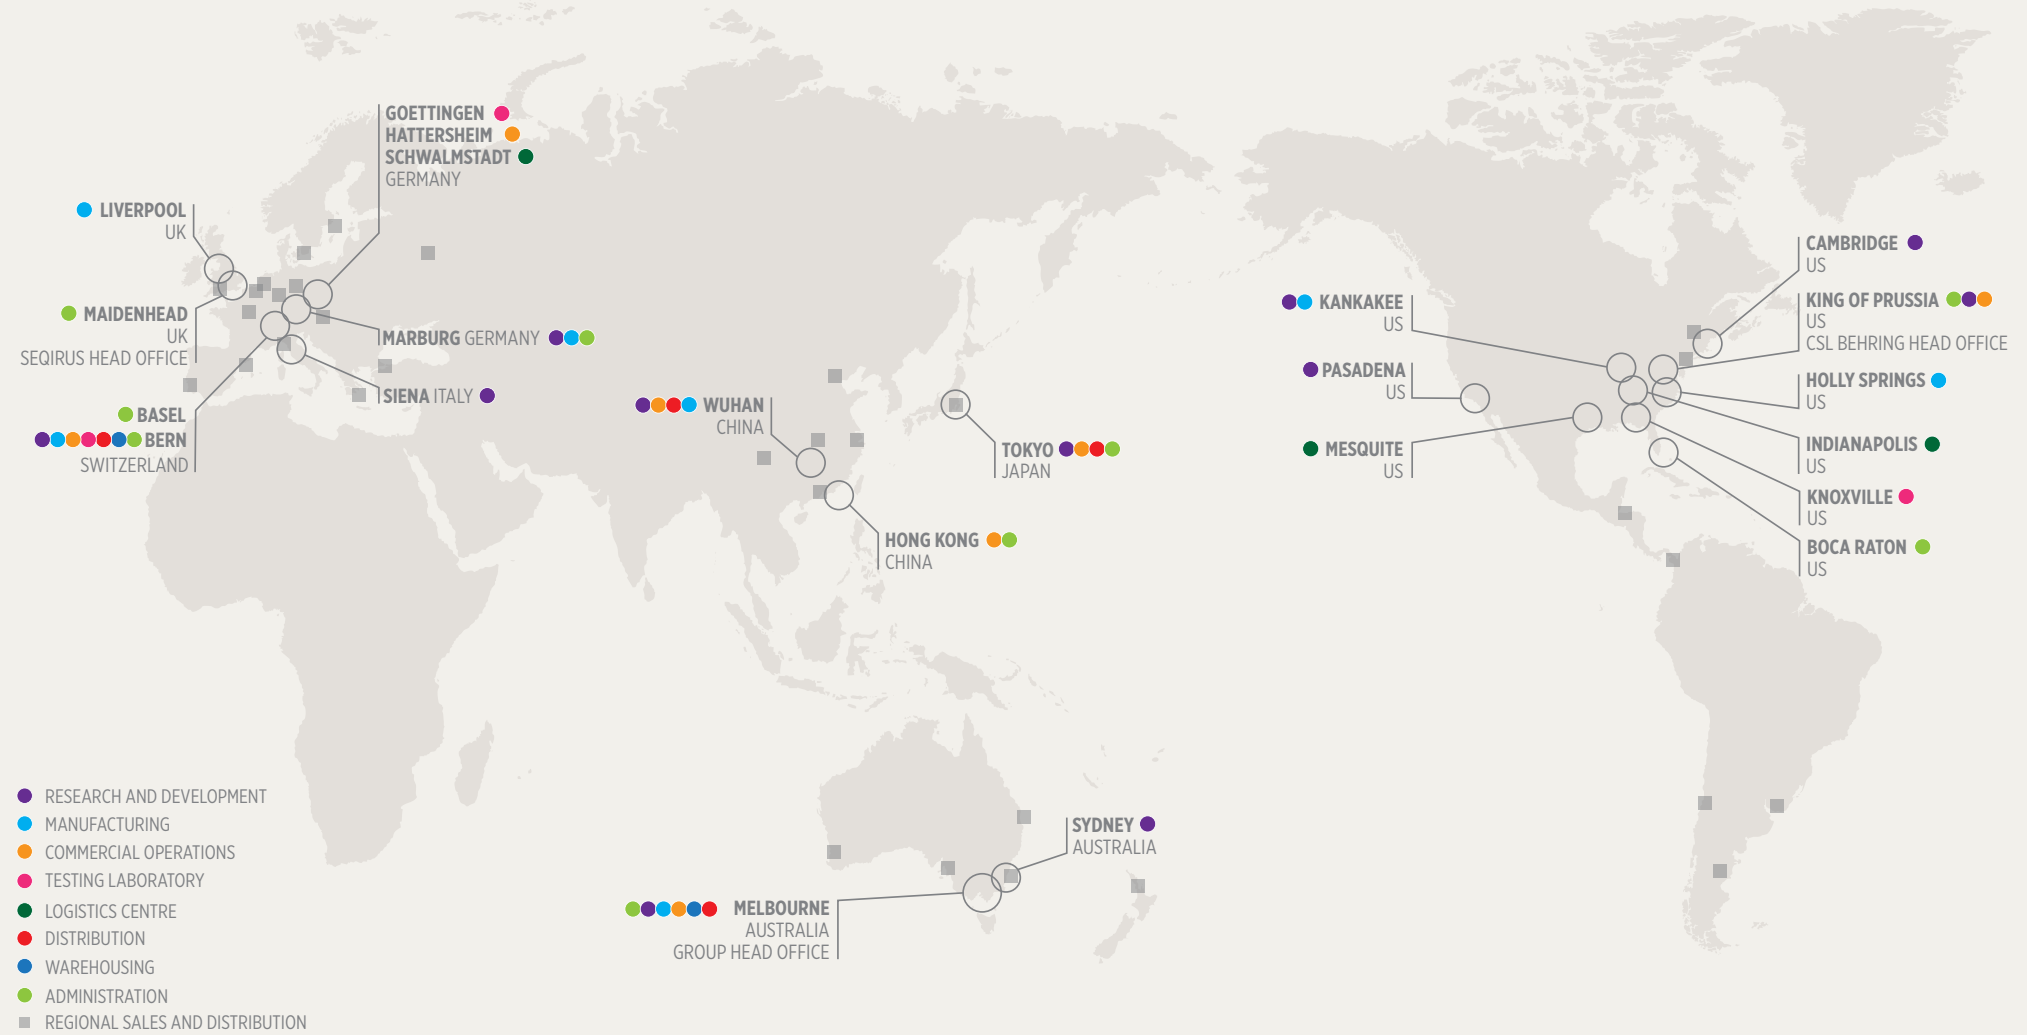 GOETTINGEN
HATTERSHEIM
SCHWALMSTADT
GERMANY
LIVERPOOL
UK
MAIDENHEAD
UK
SEQIRUS HEAD OFFICE
MARBURG GERMANY
SIENA ITALY
BASEL
BERN
SWITZERLAND
WUHAN
CHINA
TOKYO
JAPAN
HONG KONG
CHINA
KANKAKEE
US
PASADENA
US
MESQUITE
US
CAMBRIDGE
US
KING OF PRUSSIA
US
CSL BEHRING HEAD OFFICE
HOLLY SPRINGS
US
INDIANAPOLIS
US
KNOXVILLE
US
BOCA RATON
US
SYDNEY
AUSTRALIA
MELBOURNE
AUSTRALIA
GROUP HEAD OFFICE
RESEARCH AND DEVELOPMENT
MANUFACTURING
COMMERCIAL OPERATIONS
TESTING LABORATORY
LOGISTICS CENTRE
DISTRIBUTION
WAREHOUSING
ADMINISTRATION
REGIONAL SALES AND DISTRIBUTION